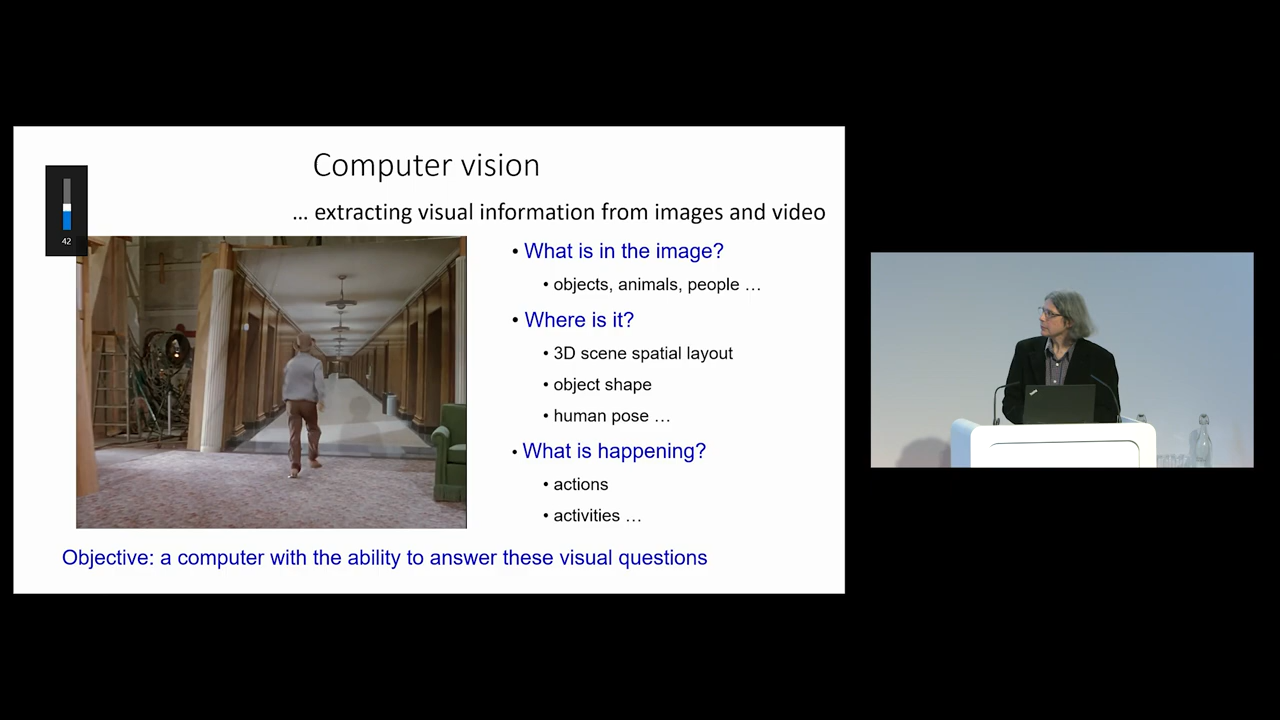 Computer vision
... extracting visual information from images and video
42
• What is in the image?
• objects, animals, people …
• Where is it?
• 3D scene spatial layout
• object shape
• human pose …
• What is happening?
• actions
• activities …
Objective: a computer with the ability to answer these visual questions